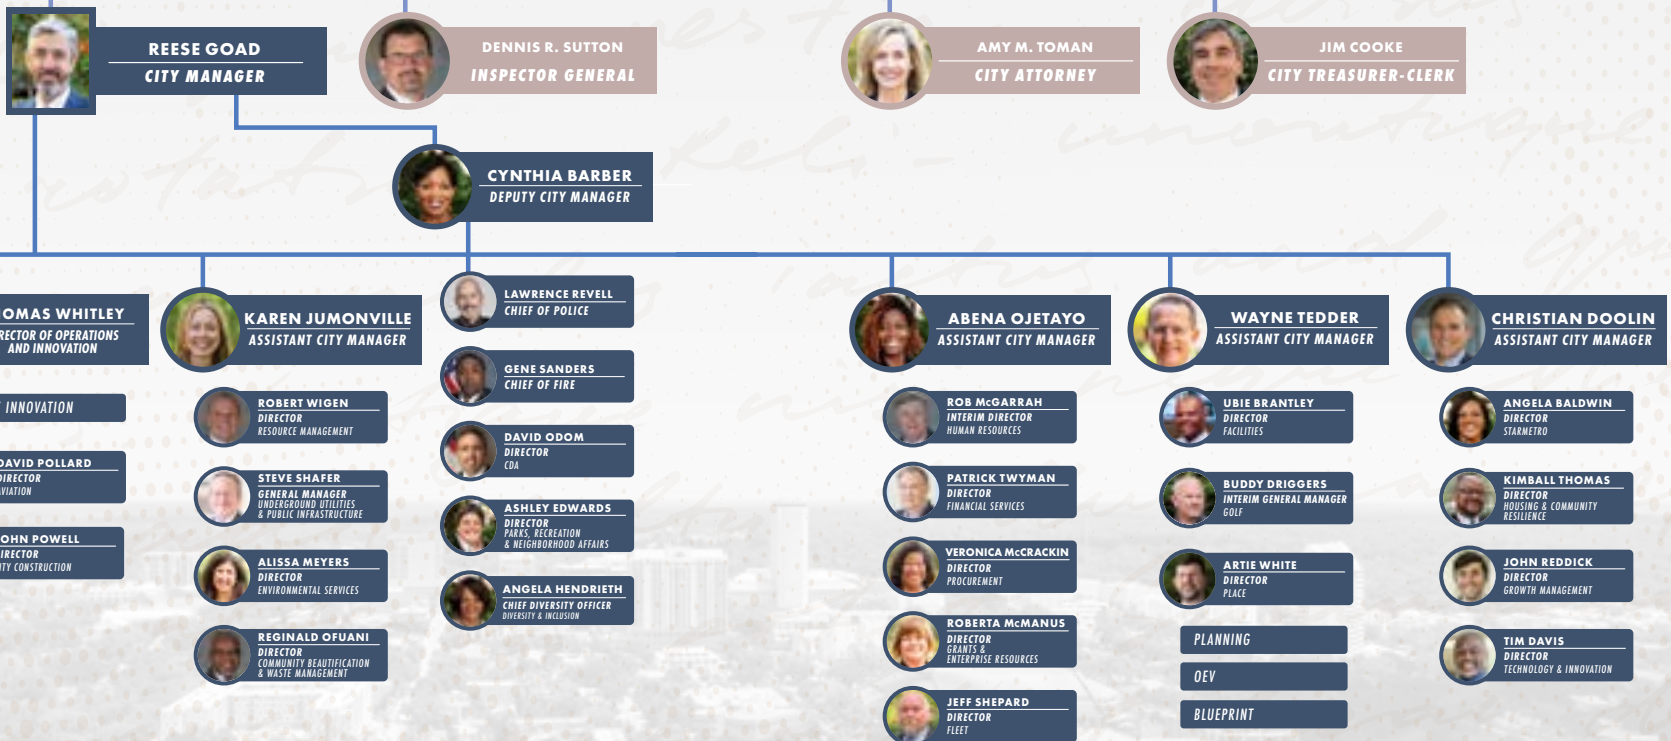 REESE GOAD
CITY MANAGER
DENNIS R. SUTTON
INSPECTOR GENERAL
AMY M. TOMAN
CITY ATTORNEY
JIM COOKE
CITY TREASURER-CLERK
CYNTHIA BARBER
DEPUTY CITY MANAGER
OMAS WHITLEY
RECTOR OF OPERATIONS
AND INNOVATION
INNOVATION
DAVID POLLARD
DIRECTOR
AVIATION
OHN POWELL
IRECTOR
ITY CONSTRUCTION
KAREN JUMONVILLE
ASSISTANT CITY MANAGER
ROBERT WIGEN
DIRECTOR
RESOURCE MANAGEMENT
STEVE SHAFER
GENERAL MANAGER
UNDERGROUND UTILITIES
& PUBLIC INFRASTRUCTURE
ALISSA MEYERS
DIRECTOR
ENVIRONMENTAL SERVICES
REGINALD OFUANI
DIRECTOR
COMMUNITY BEAUTIFICATION
& WASTE MANAGEMENT
LAWRENCE REVELL
CHIEF OF POLICE
GENE SANDERS
CHIEF OF FIRE
DAVID ODOM
DIRECTOR
CDA
ASHLEY EDWARDS
DIRECTOR
PARKS, RECREATION
& NEIGHBORHOOD AFFAIRS
ANGELA HENDRIETH
CHIEF DIVERSITY OFFICER
DIVERSITY & INCLUSION
ABENA OJETAYO
ASSISTANT CITY MANAGER
ROB McGARRAH
INTERIM DIRECTOR
HUMAN RESOURCES
PATRICK TWYMAN
DIRECTOR
FINANCIAL SERVICES
VERONICA McCRACKIN
DIRECTOR
PROCUREMENT
ROBERTA McMANUS
DIRECTOR
GRANTS &
ENTERPRISE RESOURCES
JEFF SHEPARD
DIRECTOR
FLEET
WAYNE TEDDER
ASSISTANT CITY MANAGER
UBIE BRANTLEY
DIRECTOR
FACILITIES
BUDDY DRIGGERS
INTERIM GENERAL MANAGER
GOLF
ARTIE WHITE
DIRECTOR
PLACE
PLANNING
OEV
BLUEPRINT
CHRISTIAN DOOLIN
ASSISTANT CITY MANAGER
ANGELA BALDWIN
DIRECTOR
STARMETRO
KIMBALL THOMAS
DIRECTOR
HOUSING & COMMUNITY
RESILIENCE
JOHN REDDICK
DIRECTOR
GROWTH MANAGEMENT
TIM DAVIS
DIRECTOR
TECHNOLOGY & INNOVATION